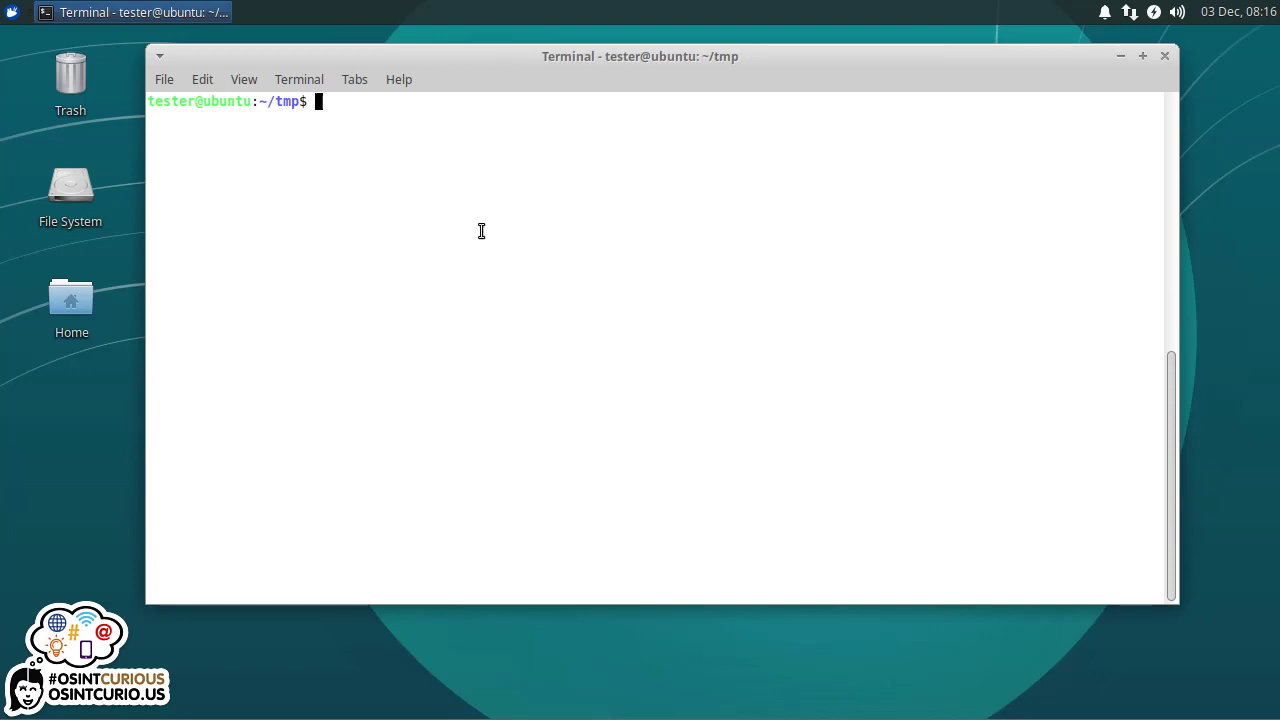 Terminal - tester@ubuntu: ~/...
03 Dec, 08:16
Terminal - tester@ubuntu: ~/tmp
File Edit View Terminal Tabs Help
tester@ubuntu:~/tmp$
Trash
File System
Home
#
@
#OSINTCURIOUS
OSINTCURIO.US